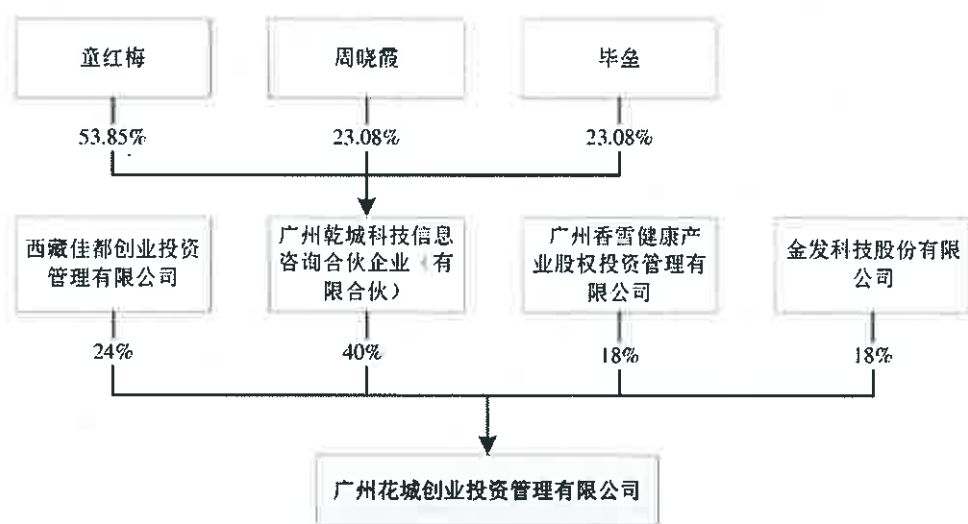 童红梅
周晓霞
毕垒
53.85%
23.08%
23.08%
西藏佳都创业投资
管理有限公司
广州乾城科技信息
咨询合伙企业（有
限合伙）
广州香雪健康产
业股权投资管理有
限公司
金发科技股份有限
公司
24%
40%
18%
18%
广州花城创业投资管理有限公司